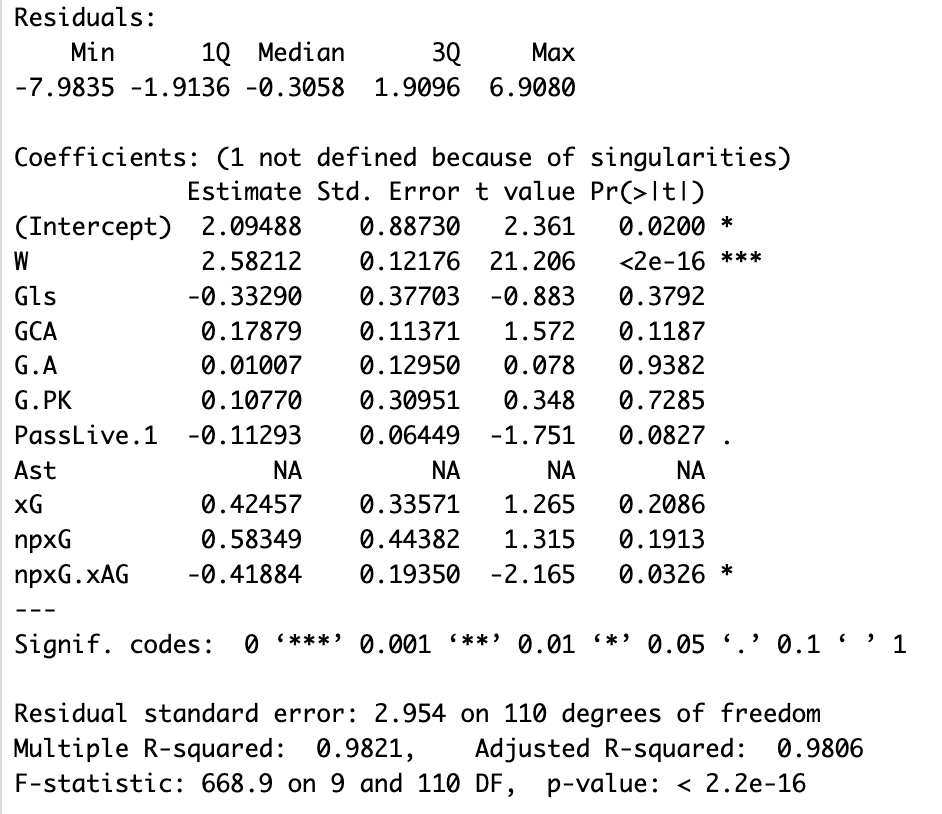 Residuals:
    Min      1Q  Median      3Q     Max
-7.9835 -1.9136 -0.3058  1.9096  6.9080

Coefficients: (1 not defined because of singularities)
           Estimate Std. Error t value Pr(>|t|)
(Intercept)  2.09488    0.88730   2.361   0.0200 *
W            2.58212    0.12176  21.206   <2e-16 ***
Gls         -0.33290    0.37703  -0.883   0.3792
GCA          0.17879    0.11371   1.572   0.1187
G.A          0.01007    0.12950   0.078   0.9382
G.PK         0.10770    0.30951   0.348   0.7285
PassLive.1  -0.11293    0.06449  -1.751   0.0827 .
Ast               NA         NA      NA       NA
xG           0.42457    0.33571   1.265   0.2086
npxG         0.58349    0.44382   1.315   0.1913
npxG.xAG    -0.41884    0.19350  -2.165   0.0326 *
---
Signif. codes:  0 ‘***’ 0.001 ‘**’ 0.01 ‘*’ 0.05 ‘.’ 0.1 ‘ ’ 1

Residual standard error: 2.954 on 110 degrees of freedom
Multiple R-squared:  0.9821,    Adjusted R-squared:  0.9806
F-statistic: 668.9 on 9 and 110 DF,  p-value: < 2.2e-16